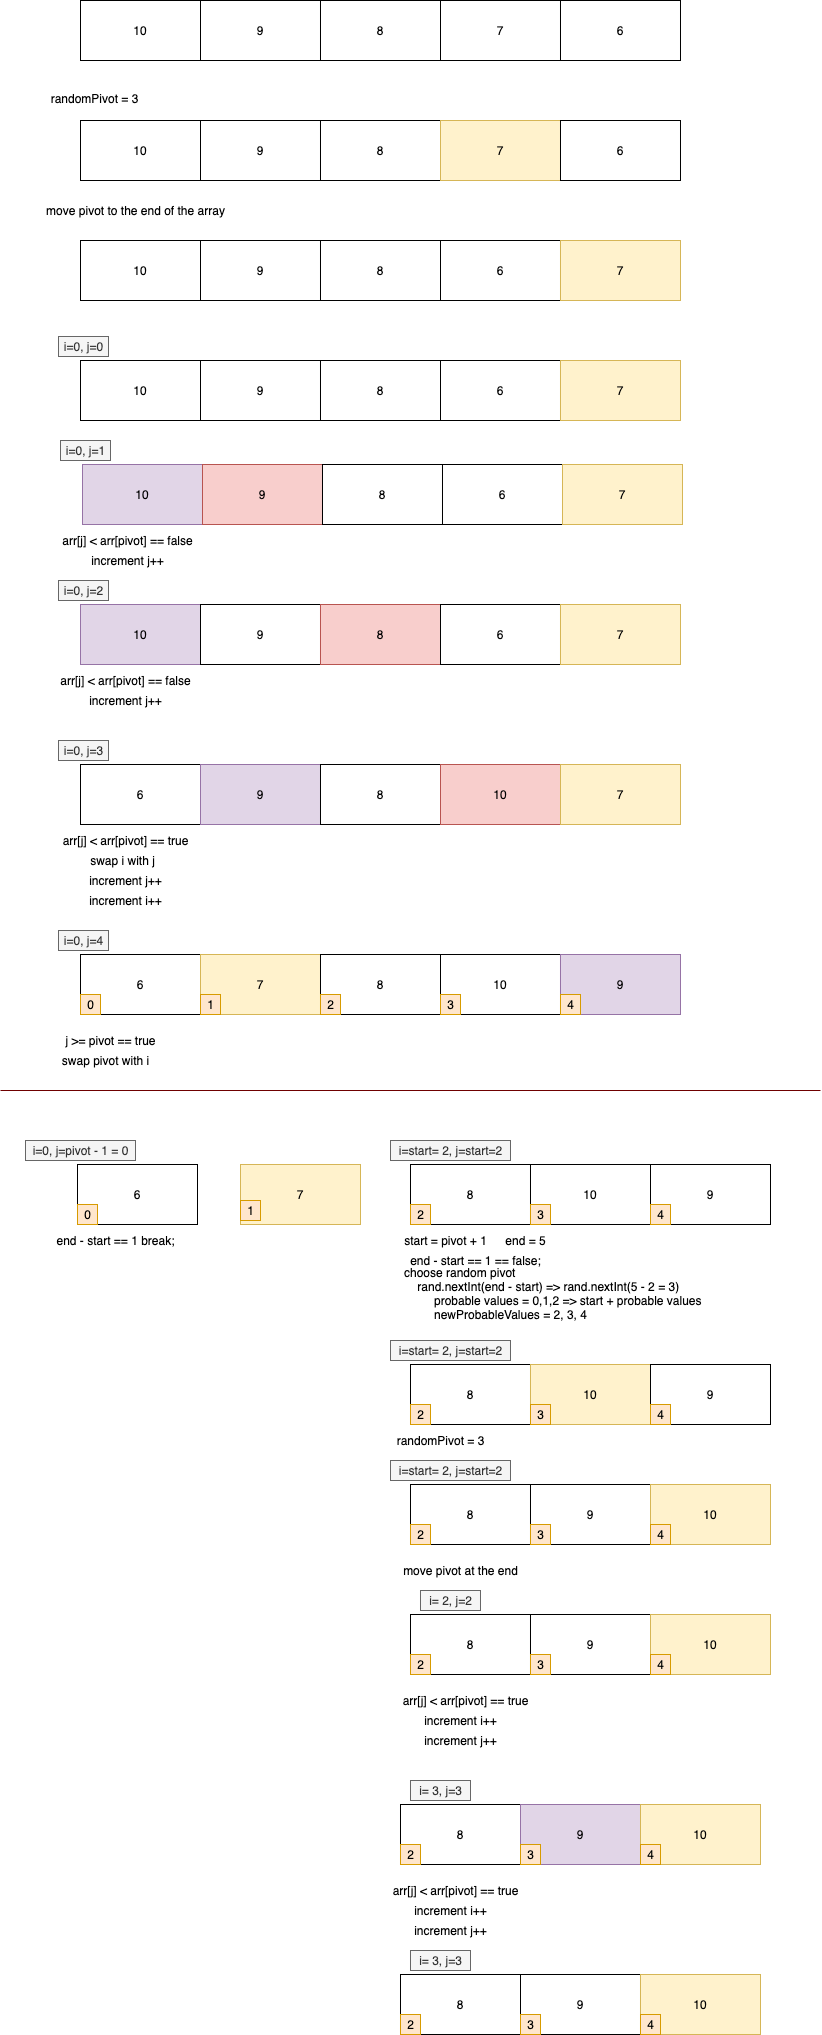 10 9 8 7 6
randomPivot = 3
10 9 8 7 6
move pivot to the end of the array
10 9 8 6 7
i=0, j=0
10 9 8 6 7
i=0, j=1
10 9 8 6 7
arr[j] < arr[pivot] == false
increment j++
i=0, j=2
10 9 8 6 7
arr[j] < arr[pivot] == false
increment j++
i=0, j=3
6 9 8 10 7
arr[j] < arr[pivot] == true
swap i with j
increment j++
increment i++
i=0, j=4
6 7 8 10 9
0 1 2 3 4
j >= pivot == true
swap pivot with i
i=0, j=pivot - 1 = 0
6
0
end - start == 1 break;
7
1
i=start= 2, j=start=2
8 10 9
2 3 4
start = pivot + 1 end = 5
end - start == 1 == false;
choose random pivot
rand.nextInt(end - start) => rand.nextInt(5 - 2 = 3)
probable values = 0,1,2 => start + probable values
newProbableValues = 2, 3, 4
i=start= 2, j=start=2
8 10 9
2 3 4
randomPivot = 3
i=start= 2, j=start=2
8 9 10
2 3 4
move pivot at the end
i= 2, j=2
8 9 10
2 3 4
arr[j] < arr[pivot] == true
increment i++
increment j++
i= 3, j=3
8 9 10
2 3 4
arr[j] < arr[pivot] == true
increment i++
increment j++
i= 3, j=3
8 9 10
2 3 4